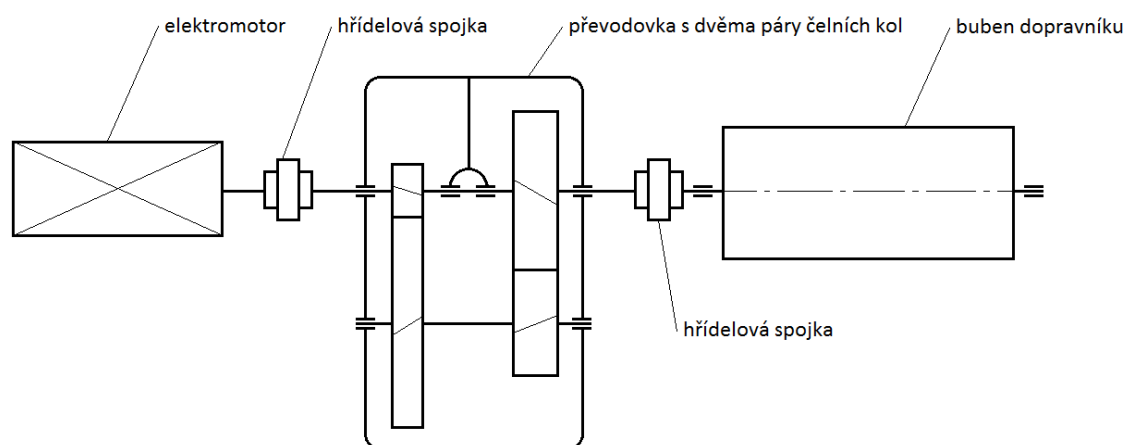 elektromotor
hřídelová spojka
převodovka s dvěma páry čelních kol
buben dopravníku
hřídelová spojka